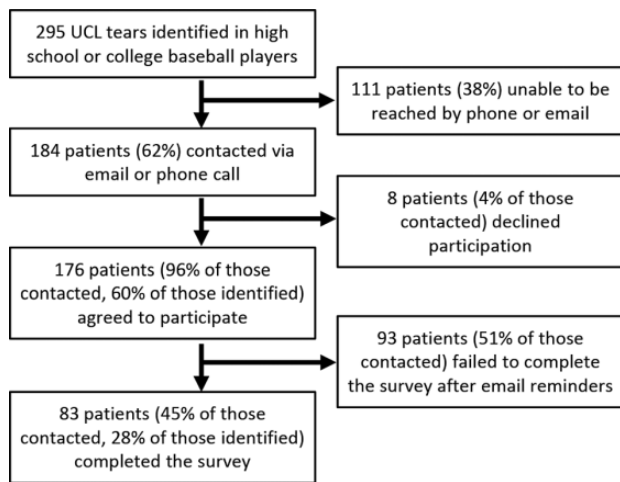 295 UCL tears identified in high
school or college baseball players
111 patients (38%) unable to be
reached by phone or email
184 patients (62%) contacted via
email or phone call
8 patients (4% of those
contacted) declined
participation
176 patients (96% of those
contacted, 60% of those identified)
agreed to participate
93 patients (51% of those
contacted) failed to complete
the survey after email reminders
83 patients (45% of those
contacted, 28% of those identified)
completed the survey